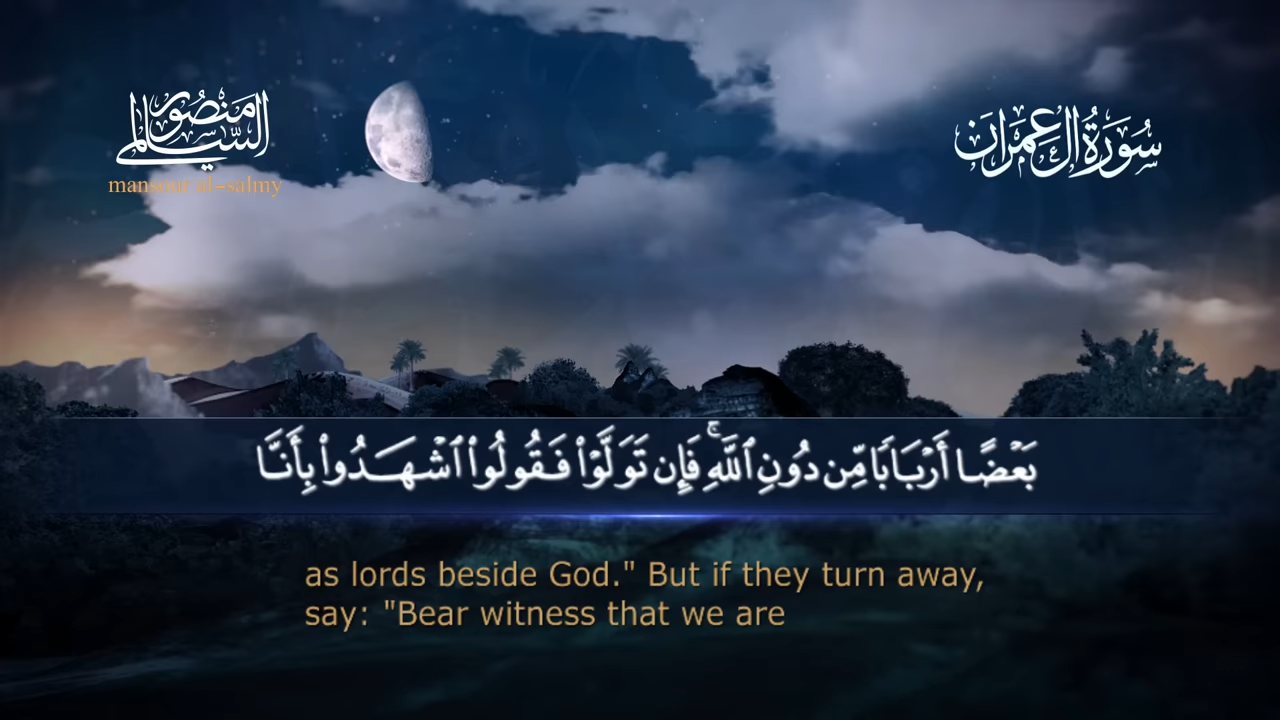 المنصور السالمي
mansour al-salmy
سُورَةُ آلِ عِمْرَان
بَعْضًا أَرْبَابًا مِّن دُونِ ٱللَّهِ ۚ فَإِن تَوَلَّوْا۟ فَقُولُوا۟ ٱشْهَدُوا۟ بِأَنَّا
as lords beside God." But if they turn away,
say: "Bear witness that we are